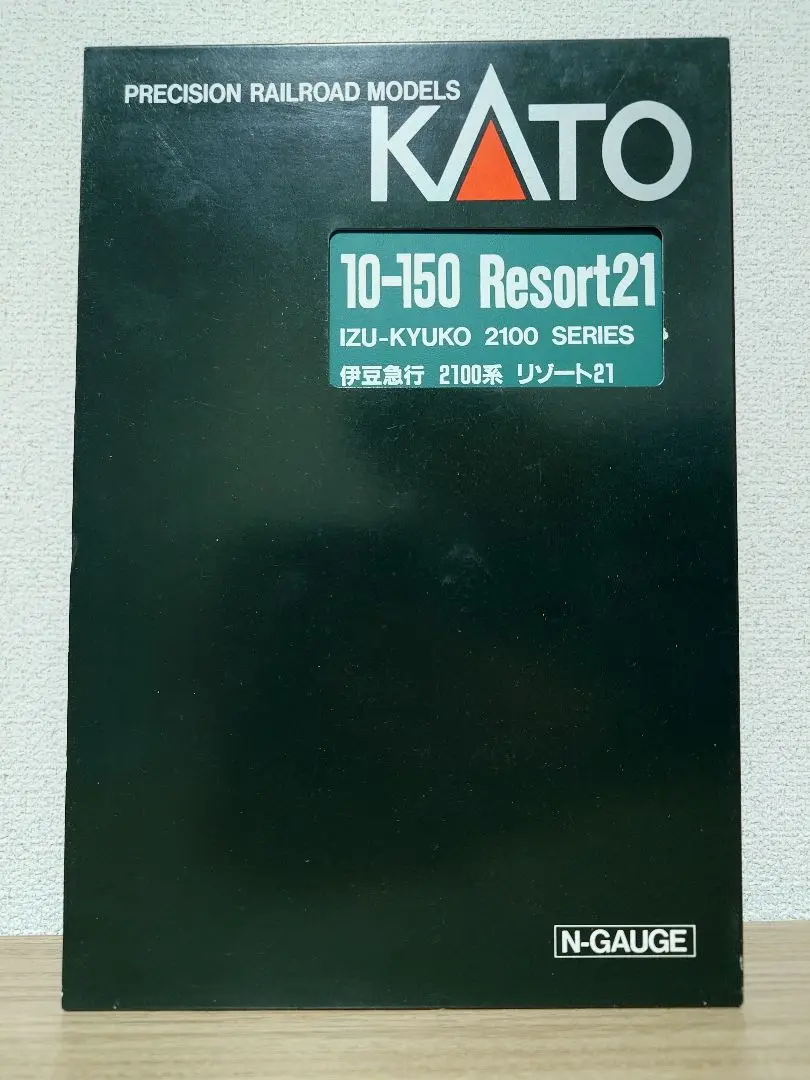 PRECISION RAILROAD MODELS
KATO
10-150 Resort21
IZU-KYUKO 2100 SERIES
伊豆急行 2100系 リゾート21
N-GAUGE